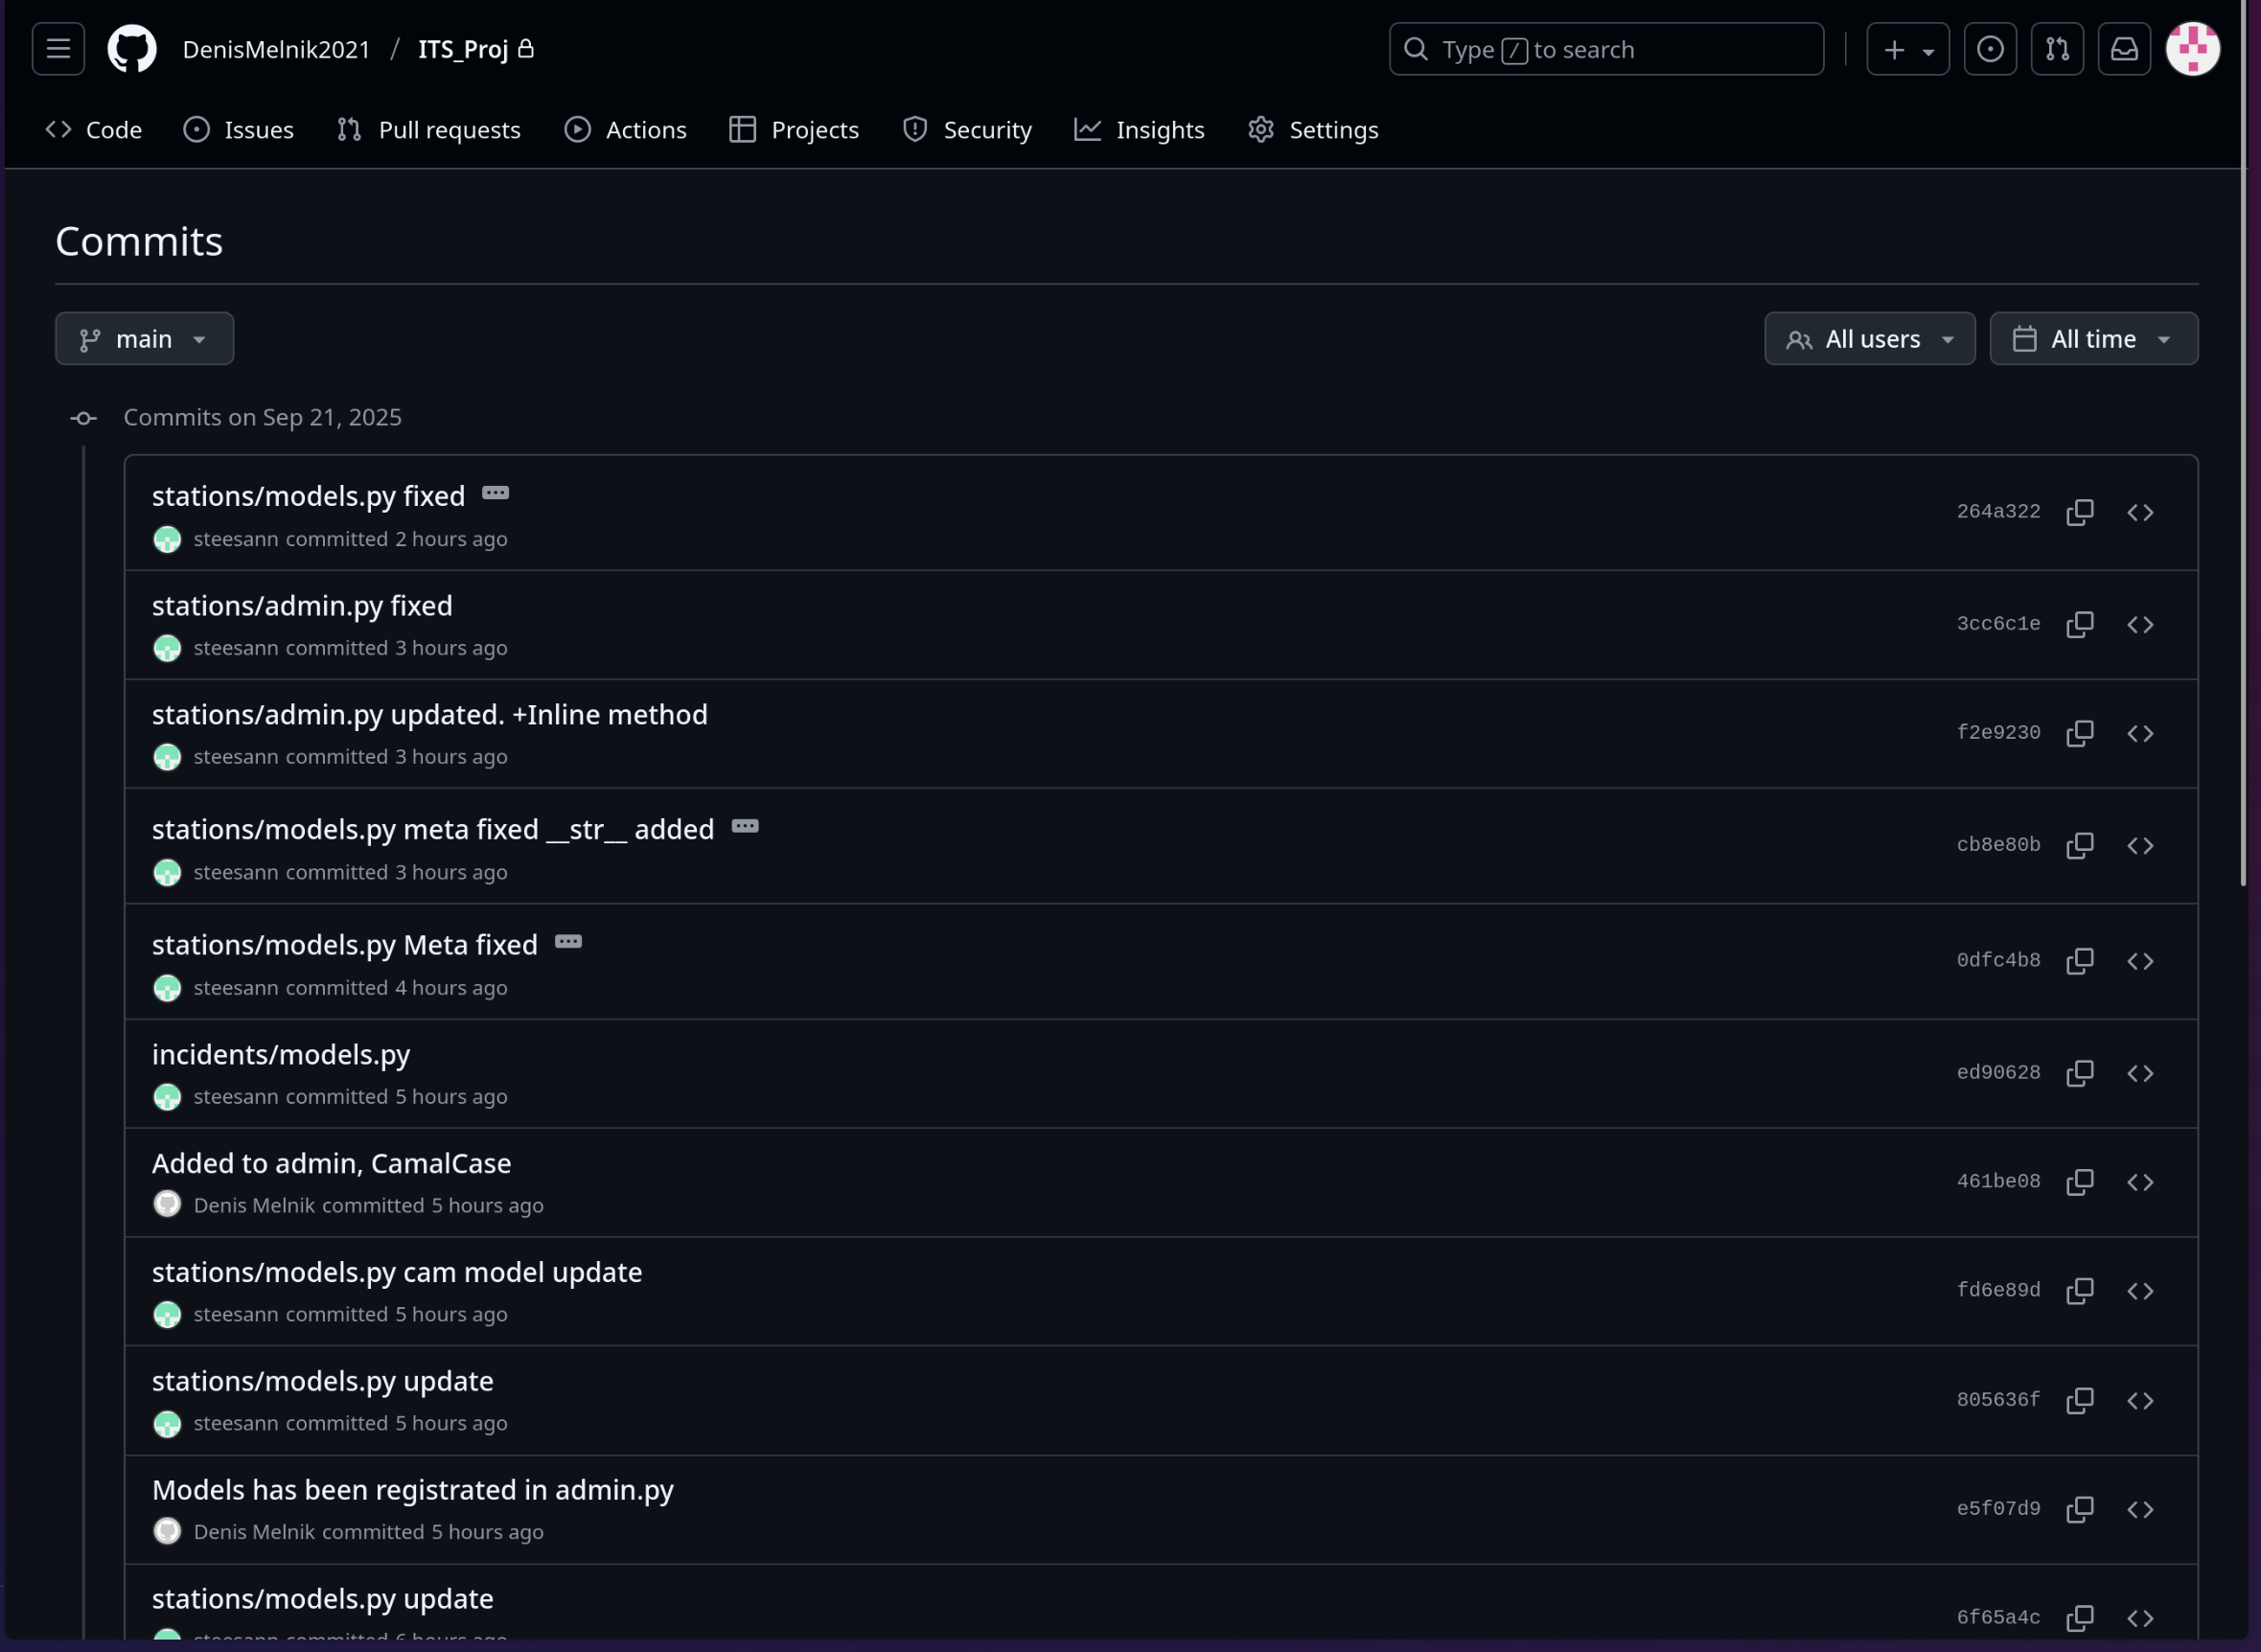 DenisMelnik2021 / ITS_Proj
Type / to search
Code Issues Pull requests Actions Projects Security Insights Settings
Commits
main
All users
All time
Commits on Sep 21, 2025
stations/models.py fixed
264a322
steesann committed 2 hours ago
stations/admin.py fixed
3cc6c1e
steesann committed 3 hours ago
stations/admin.py updated. +Inline method
f2e9230
steesann committed 3 hours ago
stations/models.py meta fixed __str__ added
cb8e80b
steesann committed 3 hours ago
stations/models.py Meta fixed
0dfc4b8
steesann committed 4 hours ago
incidents/models.py
ed90628
steesann committed 5 hours ago
Added to admin, CamalCase
461be08
Denis Melnik committed 5 hours ago
stations/models.py cam model update
fd6e89d
steesann committed 5 hours ago
stations/models.py update
805636f
steesann committed 5 hours ago
Models has been registrated in admin.py
e5f07d9
Denis Melnik committed 5 hours ago
stations/models.py update
6f65a4c
steesann committed 6 hours ago